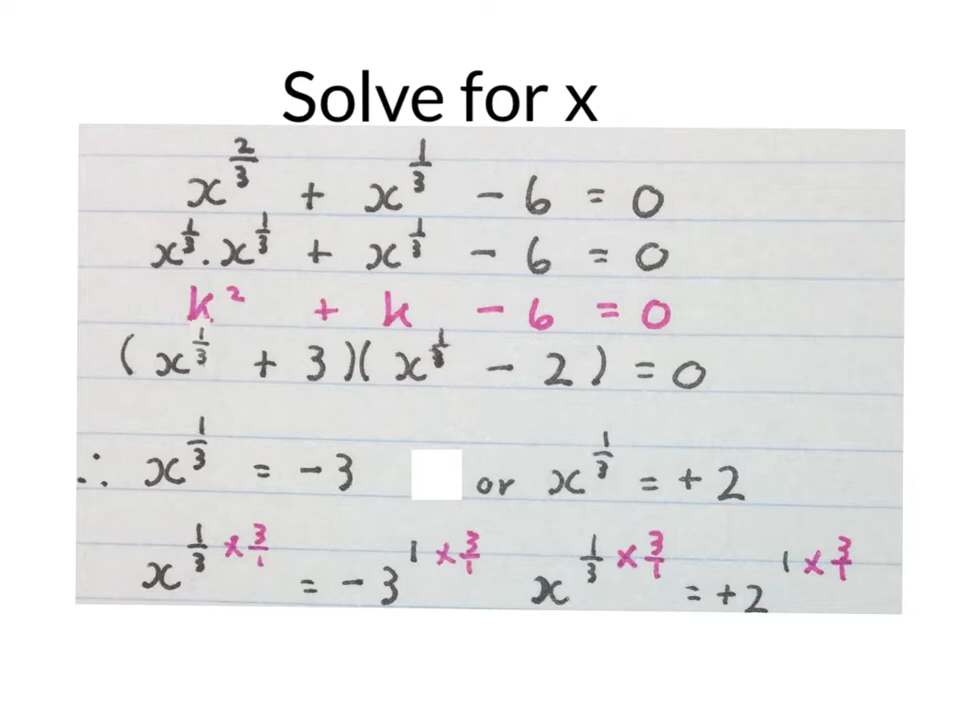 Solve for x
x^{2/3} + x^{1/3} - 6 = 0
x^{1/3} . x^{1/3} + x^{1/3} - 6 = 0
k² + k - 6 = 0
(x^{1/3} + 3)(x^{1/3} - 2) = 0
∴ x^{1/3} = -3 or x^{1/3} = +2
x^{1/3 × 3/1} = -3^{1 × 3/1} x^{1/3 × 3/1} = +2^{1 × 3/1}